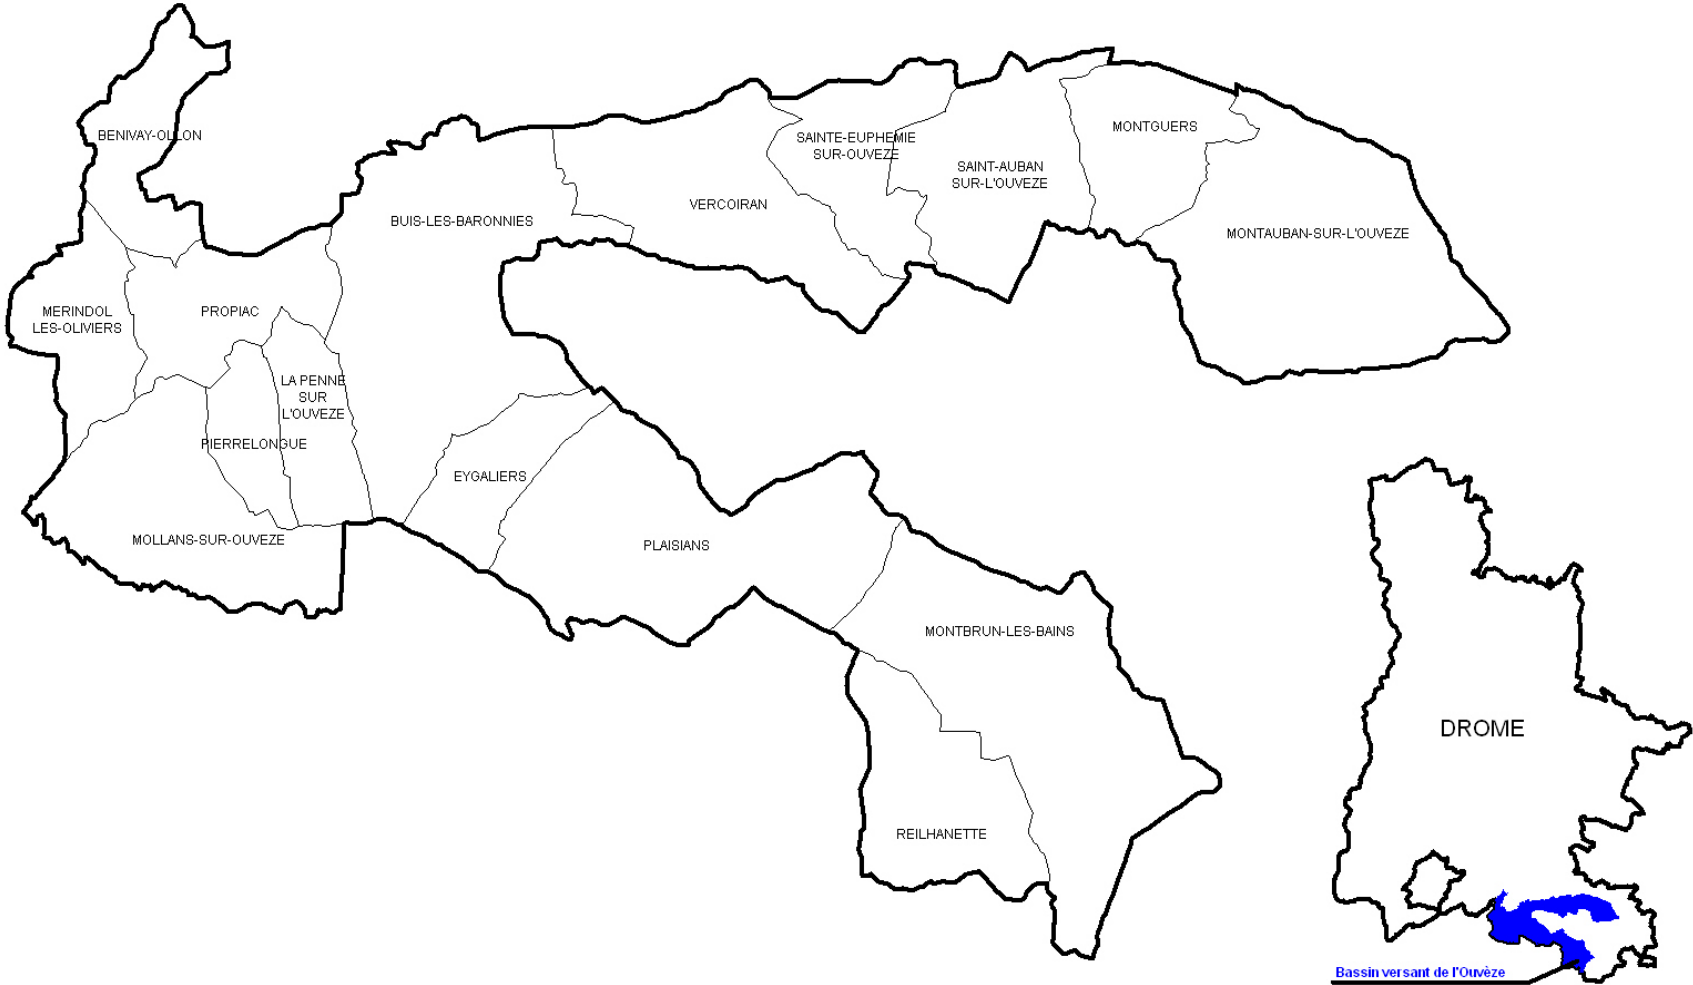 BENIVAY-OLLON
MERINDOL
LES-OLIVIERS
PROPIAC
BUIS-LES-BARONNIES
VERCOIRAN
SAINTE-EUPHEMIE
SUR-OUVEZE
SAINT-AUBAN
SUR-L'OUVEZE
MONTGUERS
MONTAUBAN-SUR-L'OUVEZE
LA PENNE
SUR
L'OUVEZE
PIERRELONGUE
MOLLANS-SUR-OUVEZE
EYGALIERS
PLAISIANS
MONTBRUN-LES-BAINS
REILHANETTE
DROME
Bassin versant de l'Ouvèze